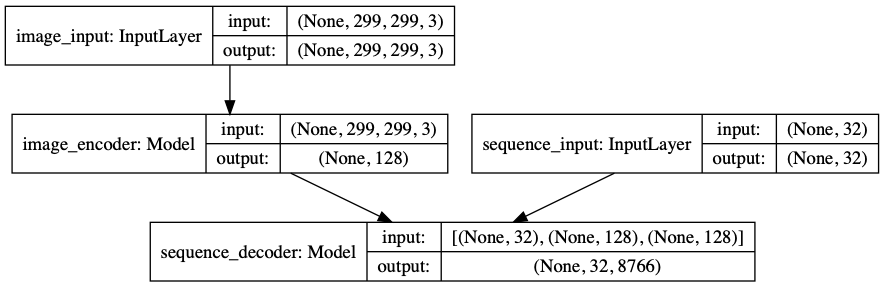 image_input: InputLayer
input:
(None, 299, 299, 3)
output:
(None, 299, 299, 3)
image_encoder: Model
input:
(None, 299, 299, 3)
output:
(None, 128)
sequence_input: InputLayer
input:
(None, 32)
output:
(None, 32)
sequence_decoder: Model
input:
[(None, 32), (None, 128), (None, 128)]
output:
(None, 32, 8766)